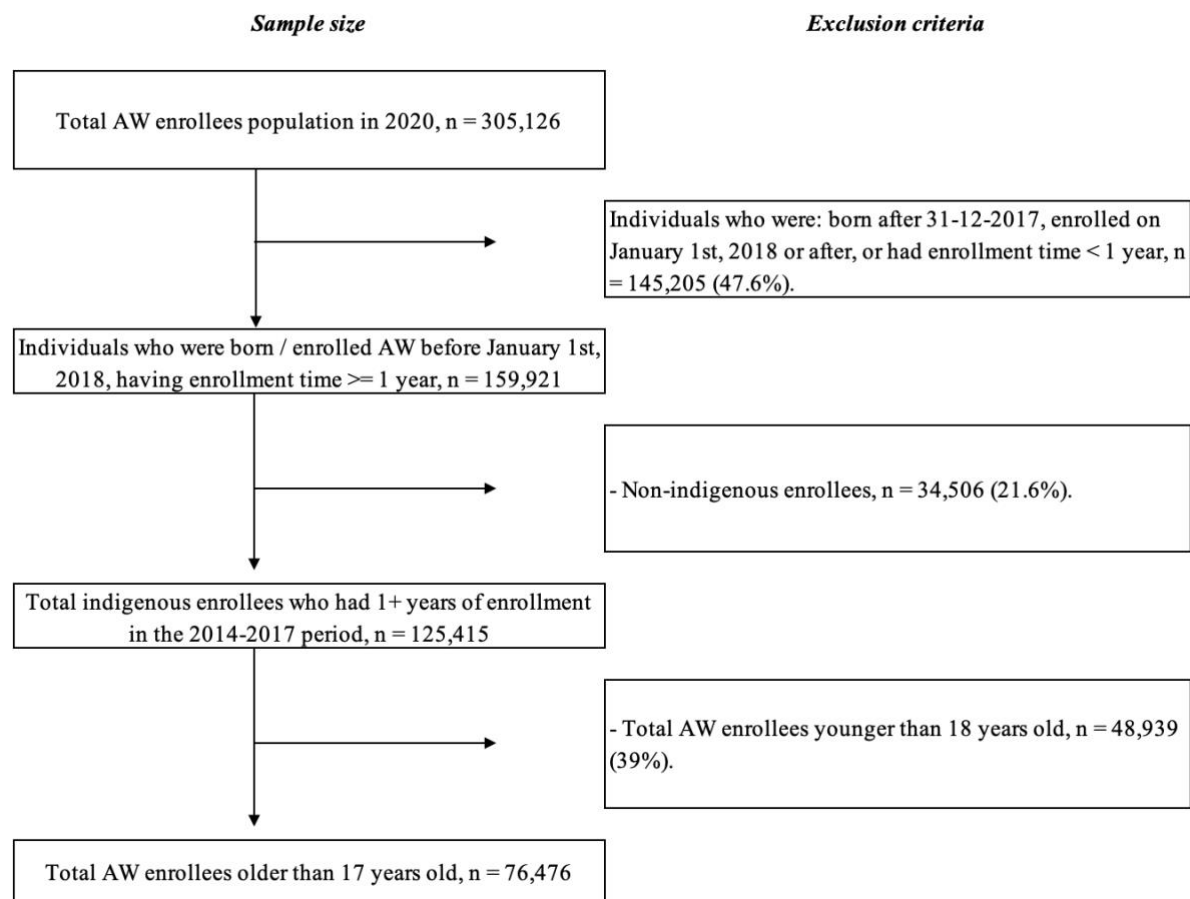 Sample size
Exclusion criteria
Total AW enrollees population in 2020, n = 305,126
Individuals who were: born after 31-12-2017, enrolled on
January 1st, 2018 or after, or had enrollment time < 1 year, n
= 145,205 (47.6%).
Individuals who were born / enrolled AW before January 1st,
2018, having enrollment time >= 1 year, n = 159,921
- Non-indigenous enrollees, n = 34,506 (21.6%).
Total indigenous enrollees who had 1+ years of enrollment
in the 2014-2017 period, n = 125,415
- Total AW enrollees younger than 18 years old, n = 48,939
(39%).
Total AW enrollees older than 17 years old, n = 76,476